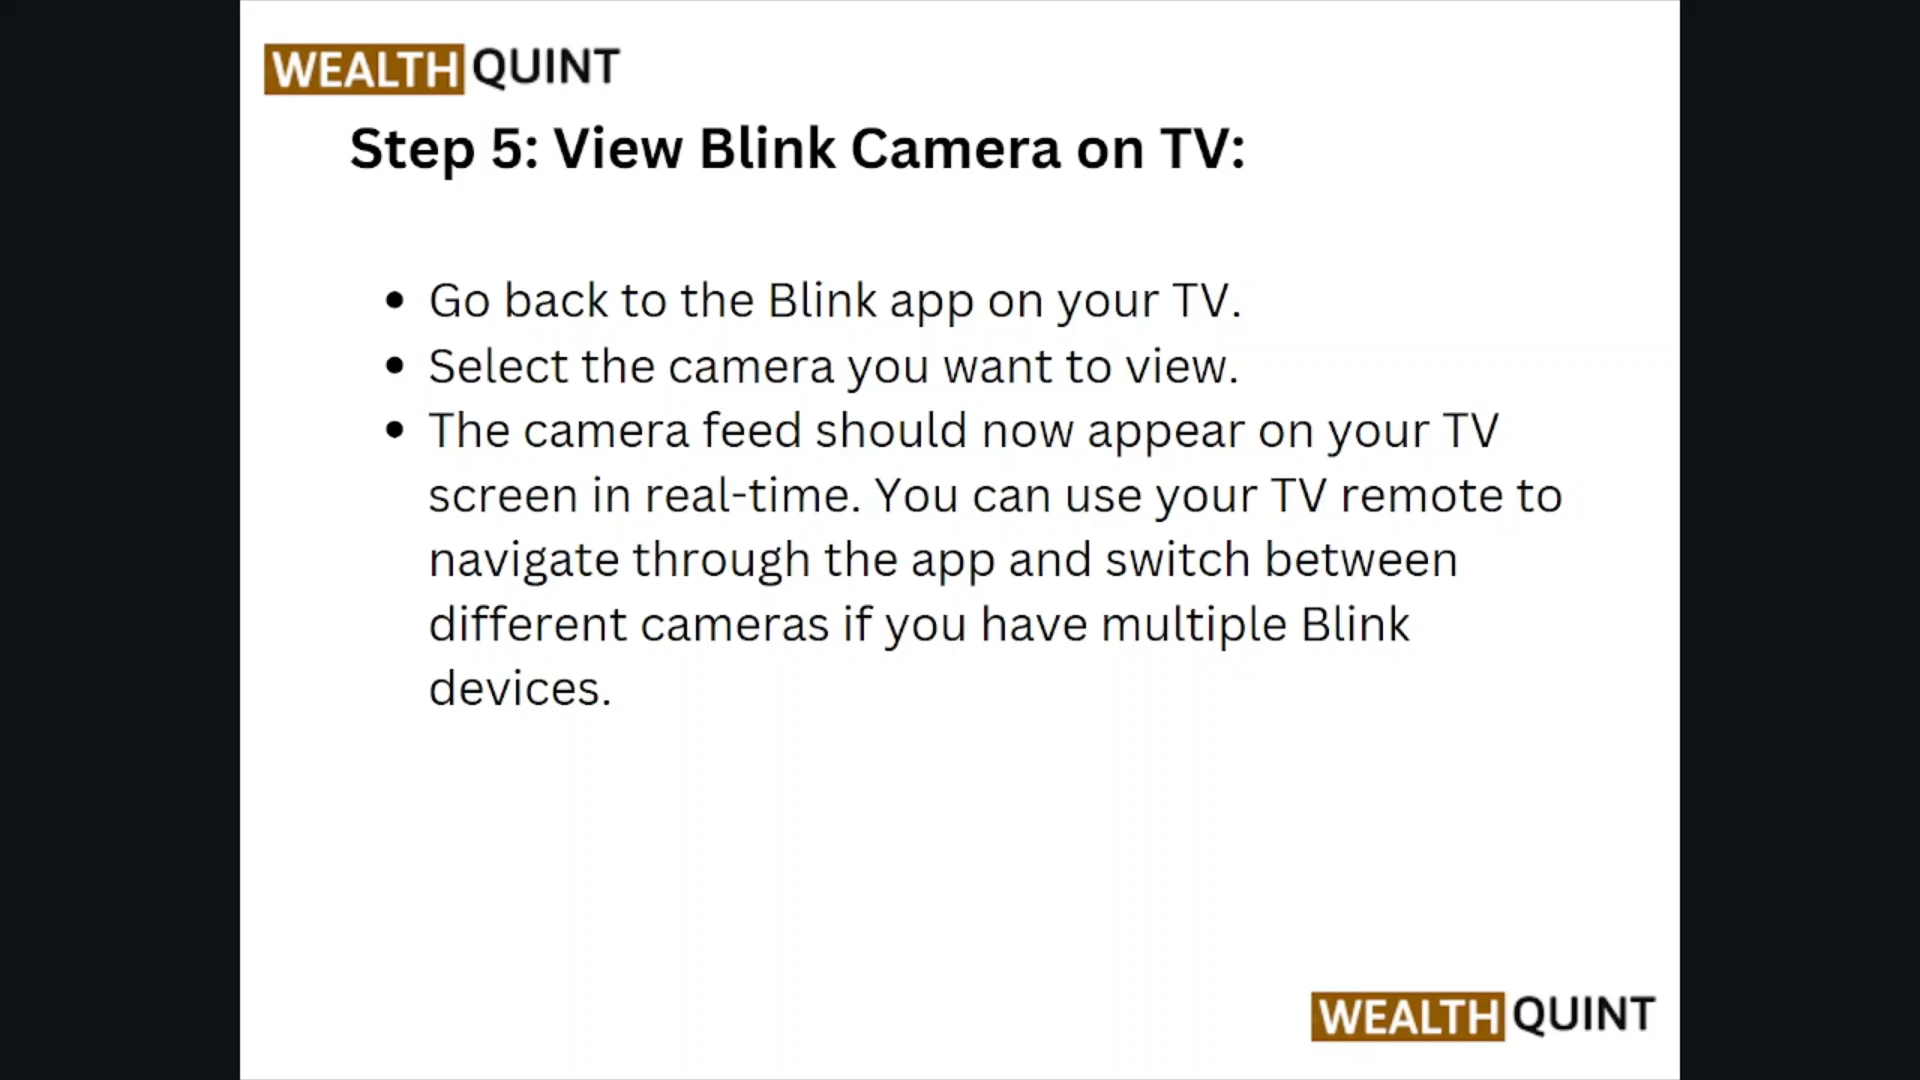 WEALTH QUINT
Step 5: View Blink Camera on TV:
• Go back to the Blink app on your TV.
• Select the camera you want to view.
• The camera feed should now appear on your TV
screen in real-time. You can use your TV remote to
navigate through the app and switch between
different cameras if you have multiple Blink
devices.
WEALTH QUINT